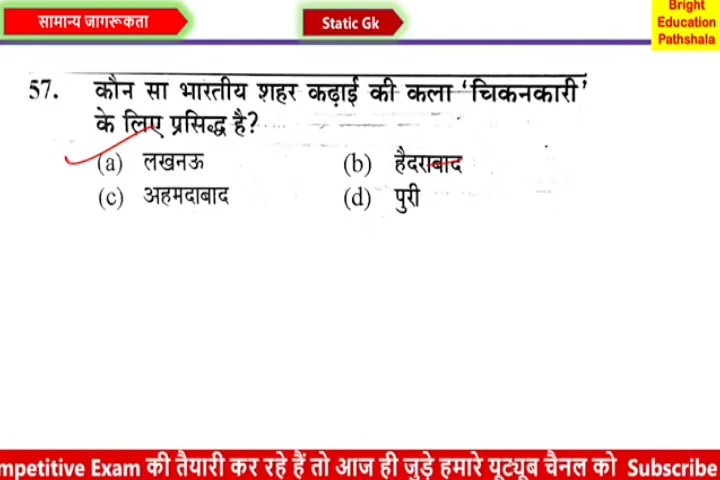 सामान्य जागरूकता
Static Gk
Bright
Education
Pathshala
57. कौन सा भारतीय शहर कढ़ाई की कला 'चिकनकारी'
के लिए प्रसिद्ध है?
(a) लखनऊ (b) हैदराबाद
(c) अहमदाबाद (d) पुरी
mpetitive Exam की तैयारी कर रहे हैं तो आज ही जुड़े हमारे यूट्यूब चैनल को Subscribe